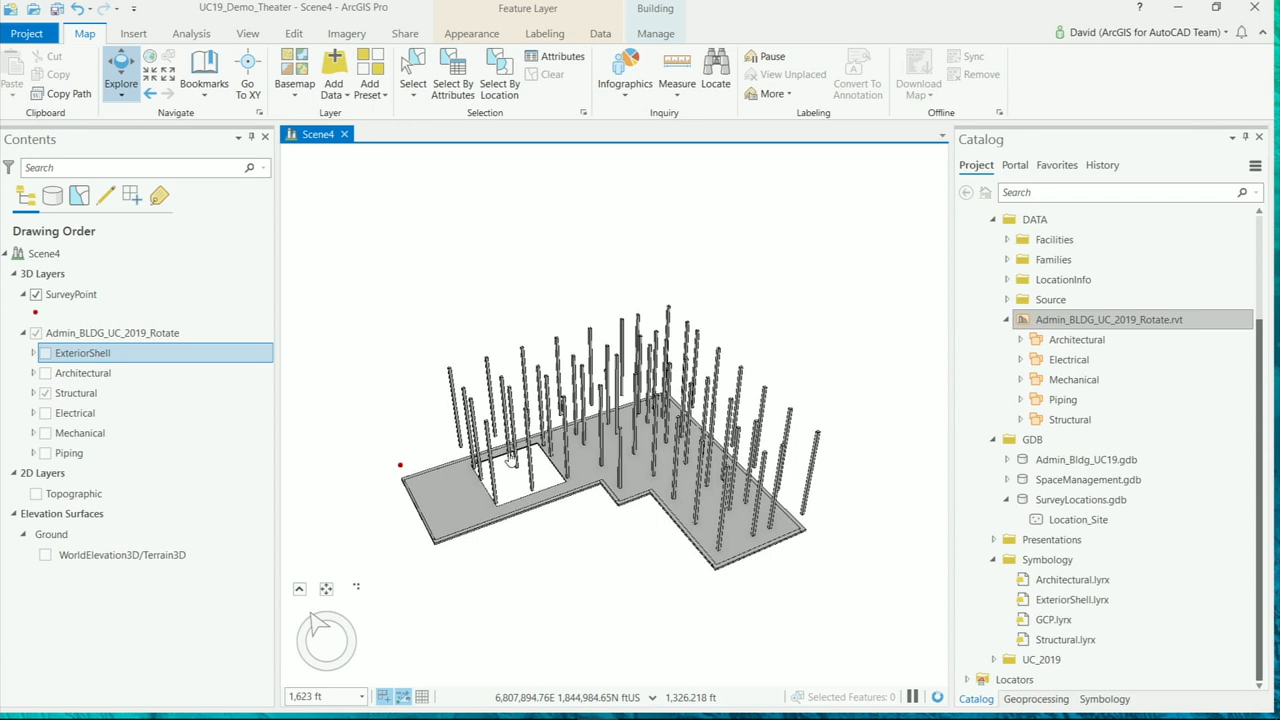 UC19_Demo_Theater - Scene4 - ArcGIS Pro
Feature Layer
Building
?
Project
Map
Insert
Analysis
View
Edit
Imagery
Share
Appearance
Labeling
Data
Manage
David (ArcGIS for AutoCAD Team)
Paste
Cut
Copy
Copy Path
Clipboard
Explore
Bookmarks
Go To XY
Navigate
Basemap
Add Data
Add Preset
Layer
Select
Select By Attributes
Select By Location
Attributes
Clear
Selection
Infographics
Measure
Locate
Inquiry
Pause
View Unplaced
More
Convert To Annotation
Labeling
Download Map
Sync
Remove
Offline
Contents
Search
Drawing Order
Scene4
3D Layers
SurveyPoint
Admin_BLDG_UC_2019_Rotate
ExteriorShell
Architectural
Structural
Electrical
Mechanical
Piping
2D Layers
Topographic
Elevation Surfaces
Ground
WorldElevation3D/Terrain3D
Scene4
1,623 ft
6,807,894.76E 1,844,984.65N ftUS
1,326.218 ft
Selected Features: 0
Catalog
Project
Portal
Favorites
History
Search
DATA
Facilities
Families
LocationInfo
Source
Admin_BLDG_UC_2019_Rotate.rvt
Architectural
Electrical
Mechanical
Piping
Structural
GDB
Admin_Bldg_UC19.gdb
SpaceManagement.gdb
SurveyLocations.gdb
Location_Site
Presentations
Symbology
Architectural.lyrx
ExteriorShell.lyrx
GCP.lyrx
Structural.lyrx
UC_2019
Locators
Catalog
Geoprocessing
Symbology